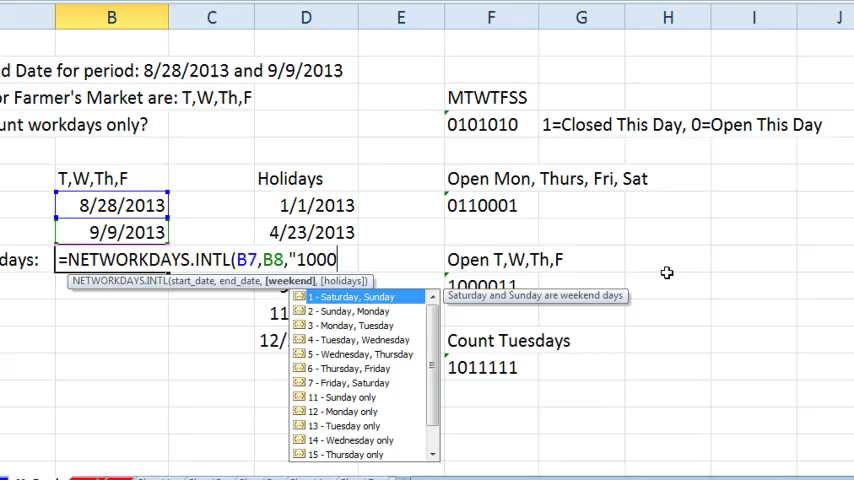 B C D E F G H I J
d Date for period: 8/28/2013 and 9/9/2013
or Farmer's Market are: T,W,Th,F MTWTFSS
unt workdays only? 0101010 1=Closed This Day, 0=Open This Day
T,W,Th,F Holidays Open Mon, Thurs, Fri, Sat
8/28/2013 1/1/2013 0110001
9/9/2013 4/23/2013
days: =NETWORKDAYS.INTL(B7,B8,"1000 Open T,W,Th,F
NETWORKDAYS.INTL(start_date, end_date, [weekend], [holidays]) 1000011
1 - Saturday, Sunday Saturday and Sunday are weekend days
11 2 - Sunday, Monday
3 - Monday, Tuesday
12/ 4 - Tuesday, Wednesday Count Tuesdays
5 - Wednesday, Thursday
6 - Thursday, Friday 1011111
7 - Friday, Saturday
11 - Sunday only
12 - Monday only
13 - Tuesday only
14 - Wednesday only
15 - Thursday only